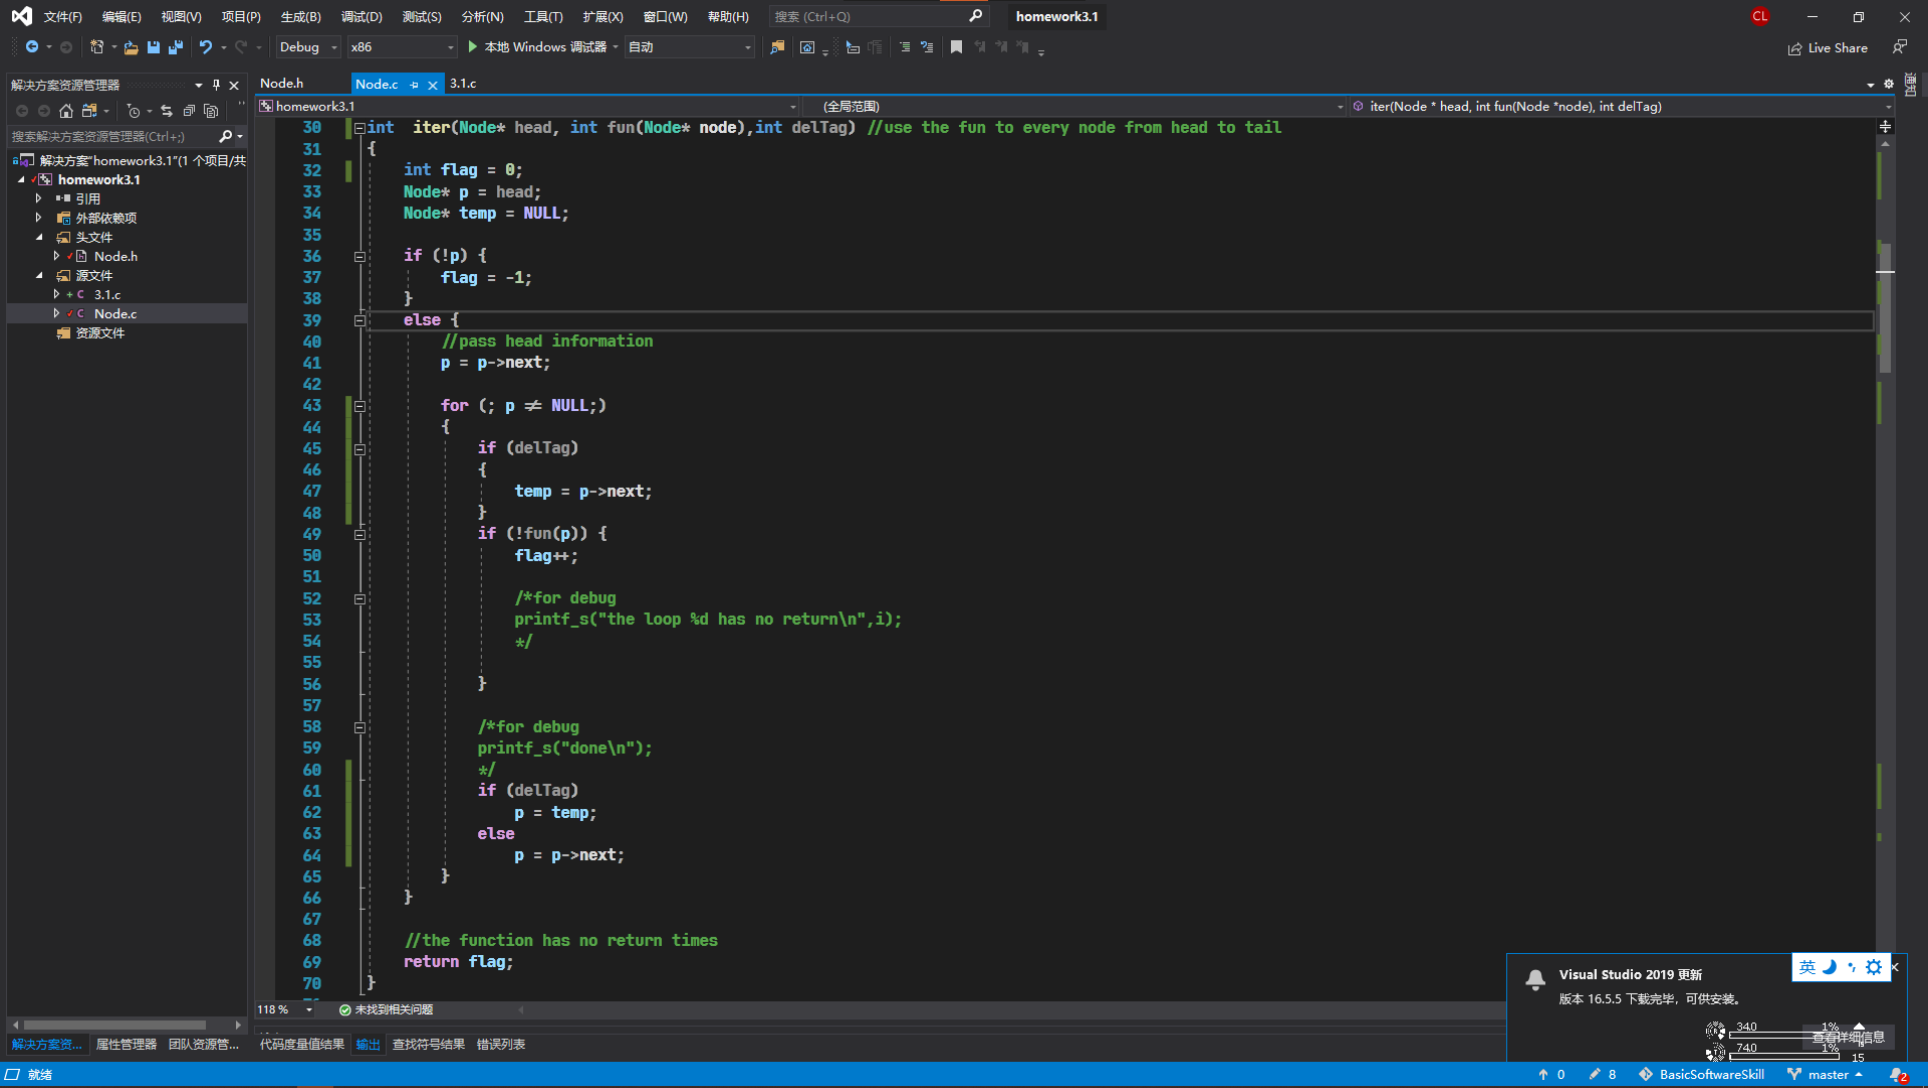 文件(F) 编辑(E) 视图(V) 项目(P) 生成(B) 调试(D) 测试(S) 分析(N) 工具(T) 扩展(X) 窗口(W) 帮助(H) 搜索 (Ctrl+Q) homework3.1 CL
Debug x86 本地 Windows 调试器 自动 Live Share
解决方案资源管理器
搜索解决方案资源管理器(Ctrl+;)
解决方案"homework3.1"(1 个项目/共
homework3.1
引用
外部依赖项
头文件
Node.h
源文件
3.1.c
Node.c
资源文件
Node.h Node.c 3.1.c
homework3.1 (全局范围) iter(Node * head, int fun(Node *node), int delTag)
30 int  iter(Node* head, int fun(Node* node),int delTag) //use the fun to every node from head to tail
31 {
32 int flag = 0;
33 Node* p = head;
34 Node* temp = NULL;
35
36 if (!p) {
37 flag = -1;
38 }
39 else {
40 //pass head information
41 p = p->next;
42
43 for (; p ≠ NULL;)
44 {
45 if (delTag)
46 {
47 temp = p->next;
48 }
49 if (!fun(p)) {
50 flag++;
51
52 /*for debug
53 printf_s("the loop %d has no return\n",i);
54 */
55
56 }
57
58 /*for debug
59 printf_s("done\n");
60 */
61 if (delTag)
62 p = temp;
63 else
64 p = p->next;
65 }
66 }
67
68 //the function has no return times
69 return flag;
70 }
118 % 未找到相关问题
解决方案资... 属性管理器 团队资源管... 代码度量值结果 输出 查找符号结果 错误列表
英
Visual Studio 2019 更新
版本 16.5.5 下载完毕，可供安装。
查看详细信息
34.0 1%
74.0 1% 15
就绪 0 8 BasicSoftwareSkill master 2